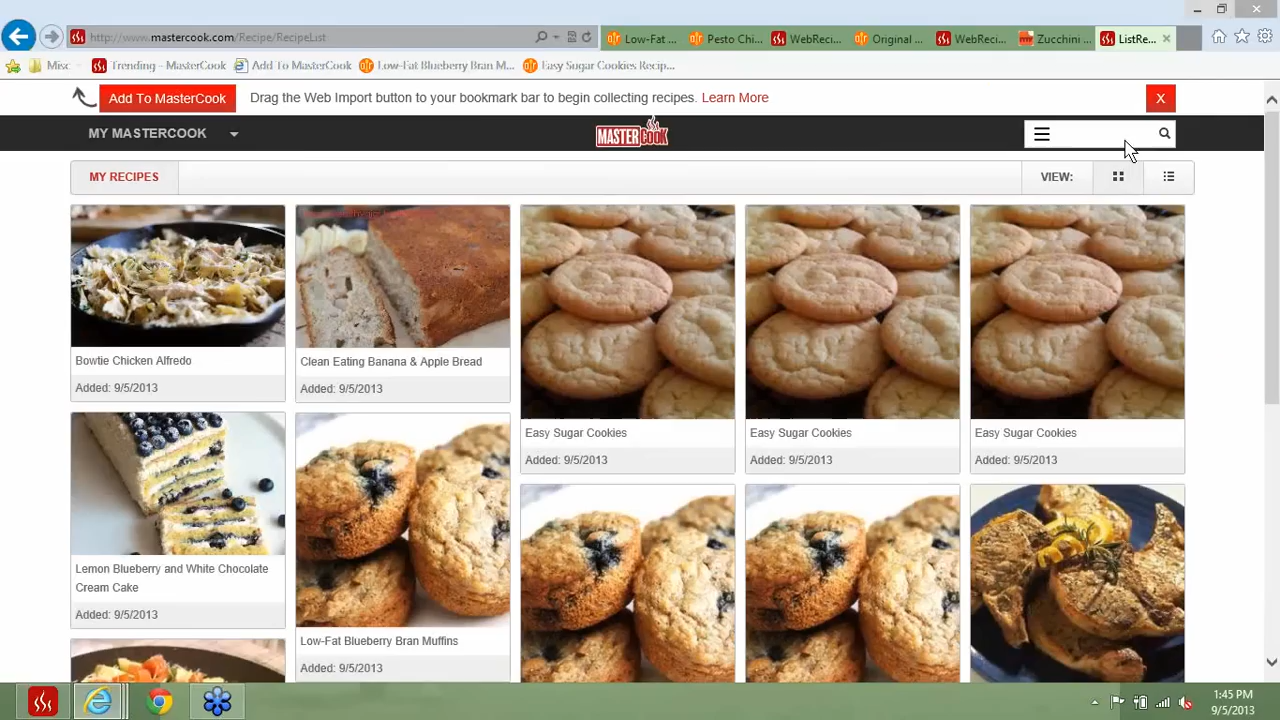 http://www.mastercook.com/Recipe/RecipeList
Low-Fat ...
Pesto Chi...
WebReci...
Original ...
WebReci...
Zucchini ...
ListRe...
Misc
Trending – MasterCook
Add To MasterCook
Low-Fat Blueberry Bran M...
Easy Sugar Cookies Recip...
Add To MasterCook
Drag the Web Import button to your bookmark bar to begin collecting recipes. Learn More
X
MY MASTERCOOK
MASTERCOOK
MY RECIPES
VIEW:
Bowtie Chicken Alfredo
Added: 9/5/2013
Clean Eating Banana & Apple Bread
Added: 9/5/2013
Easy Sugar Cookies
Added: 9/5/2013
Easy Sugar Cookies
Added: 9/5/2013
Easy Sugar Cookies
Added: 9/5/2013
Lemon Blueberry and White Chocolate
Cream Cake
Added: 9/5/2013
Low-Fat Blueberry Bran Muffins
Added: 9/5/2013
1:45 PM
9/5/2013